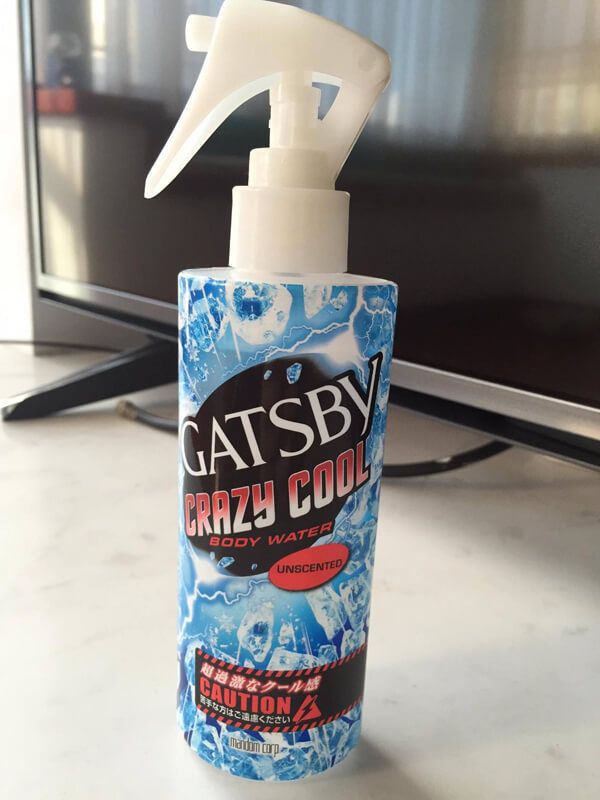 GATSBY
CRAZY COOL
BODY WATER
UNSCENTED
超過激なクール感
CAUTION
苦手な方はご遠慮ください
mandom corp.